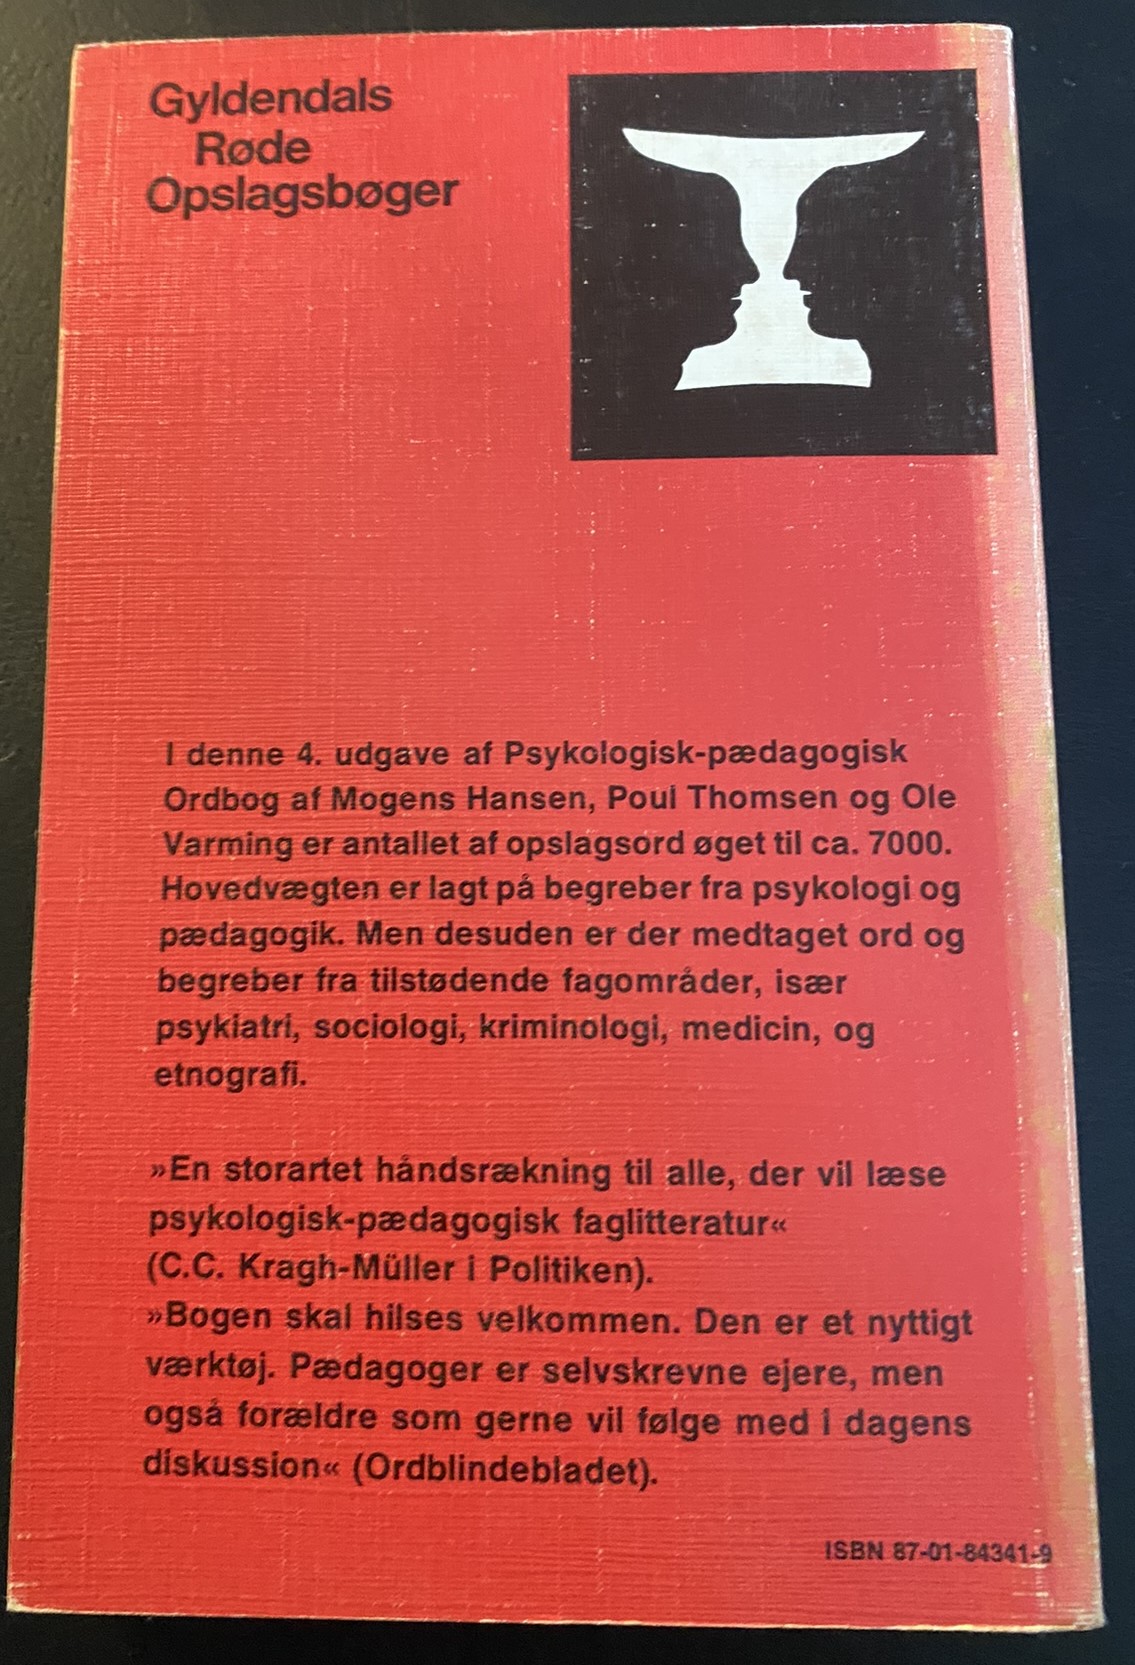 Gyldendals
Røde
Opslagsbøger
I denne 4. udgave af Psykologisk-pædagogisk
Ordbog af Mogens Hansen, Poul Thomsen og Ole
Varming er antallet af opslagsord øget til ca. 7000.
Hovedvægten er lagt på begreber fra psykologi og
pædagogik. Men desuden er der medtaget ord og
begreber fra tilstødende fagområder, især
psykiatri, sociologi, kriminologi, medicin, og
etnografi.
»En storartet håndsrækning til alle, der vil læse
psykologisk-pædagogisk faglitteratur«
(C.C. Kragh-Müller i Politiken).
»Bogen skal hilses velkommen. Den er et nyttigt
værktøj. Pædagoger er selvskrevne ejere, men
også forældre som gerne vil følge med i dagens
diskussion« (Ordblindebladet).
ISBN 87-01-84341-9